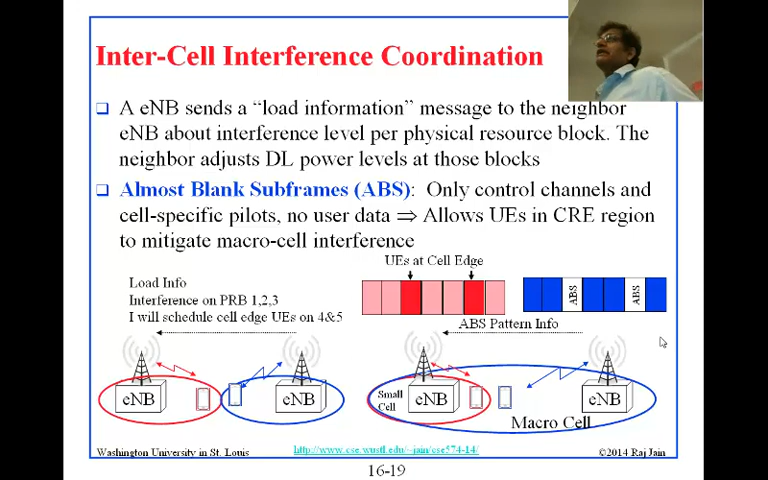 Inter-Cell Interference Coordination
A eNB sends a “load information” message to the neighbor
eNB about interference level per physical resource block. The
neighbor adjusts DL power levels at those blocks
Almost Blank Subframes (ABS): Only control channels and
cell-specific pilots, no user data ⇒ Allows UEs in CRE region
to mitigate macro-cell interference
UEs at Cell Edge
Load Info
Interference on PRB 1,2,3
I will schedule cell edge UEs on 4&5
ABS
ABS
ABS Pattern Info
eNB
eNB
Small
Cell
eNB
eNB
Macro Cell
Washington University in St. Louis
http://www.cse.wustl.edu/~jain/cse574-14/
©2014 Raj Jain
16-19